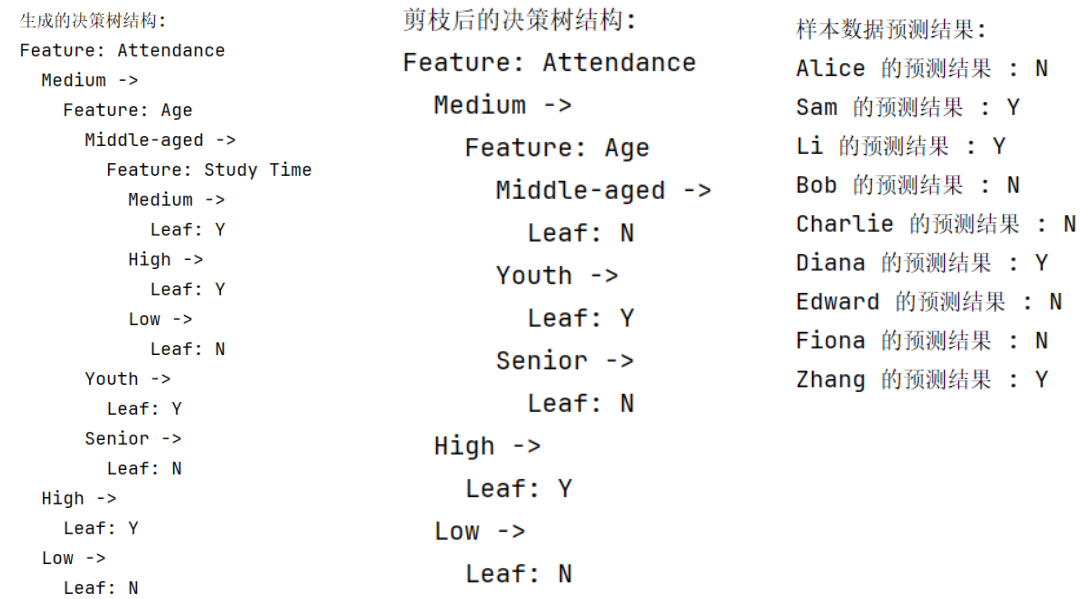 生成的决策树结构:
Feature: Attendance
Medium ->
Feature: Age
Middle-aged ->
Feature: Study Time
Medium ->
Leaf: Y
High ->
Leaf: Y
Low ->
Leaf: N
Youth ->
Leaf: Y
Senior ->
Leaf: N
High ->
Leaf: Y
Low ->
Leaf: N
剪枝后的决策树结构:
Feature: Attendance
Medium ->
Feature: Age
Middle-aged ->
Leaf: N
Youth ->
Leaf: Y
Senior ->
Leaf: N
High ->
Leaf: Y
Low ->
Leaf: N
样本数据预测结果:
Alice 的预测结果 : N
Sam 的预测结果 : Y
Li 的预测结果 : Y
Bob 的预测结果 : N
Charlie 的预测结果 : N
Diana 的预测结果 : Y
Edward 的预测结果 : N
Fiona 的预测结果 : N
Zhang 的预测结果 : Y